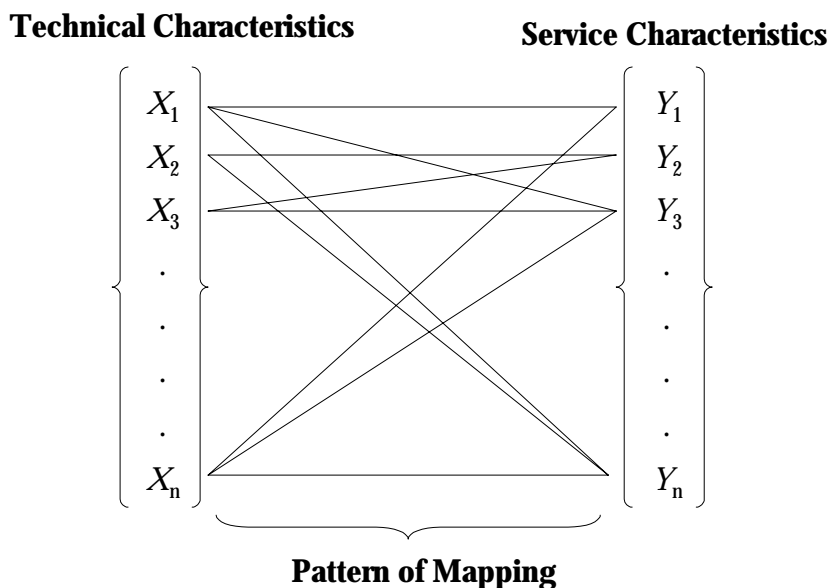 Technical Characteristics
Service Characteristics
X₁ Y₁
X₂ Y₂
X₃ Y₃
. .
. .
. .
. .
Xₙ Yₙ
Pattern of Mapping